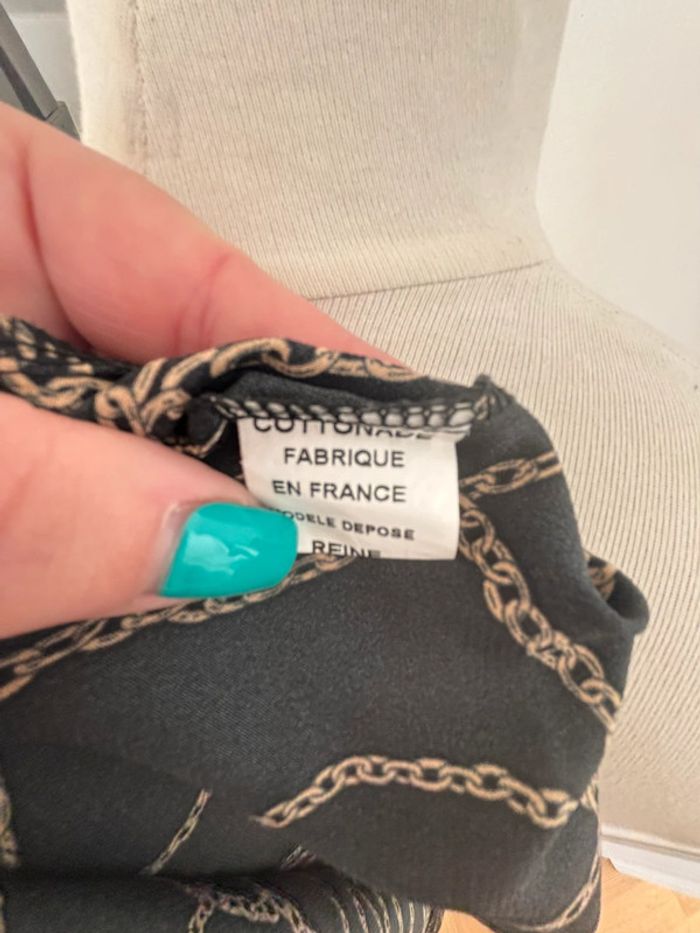 COTTONADE
FABRIQUE
EN FRANCE
MODELE DEPOSE
REINE